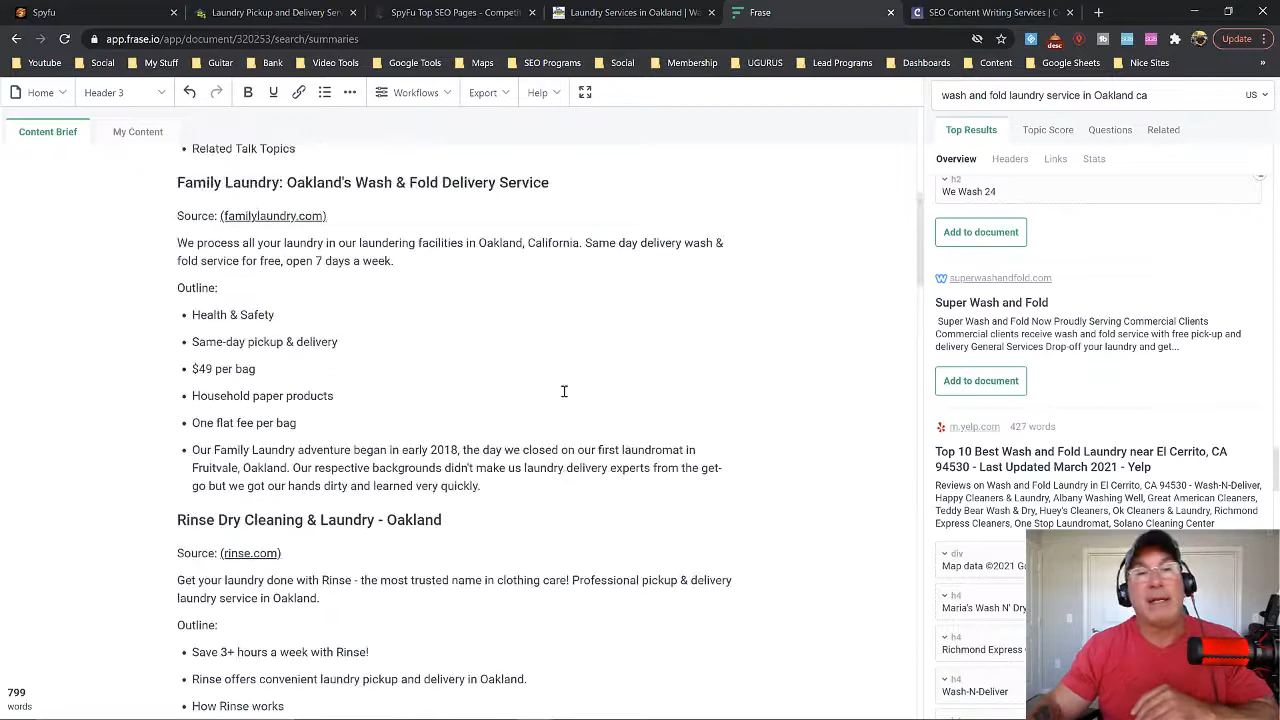 Spyfu
Laundry Pickup and Delivery Serv
SpyFu Top SEO Pages - Competit
Laundry Services in Oakland | Wa
Frase
SEO Content Writing Services | C
app.frase.io/app/document/320253/search/summaries
Update
Youtube
Social
My Stuff
Guitar
Bank
Video Tools
Google Tools
Maps
SEO Programs
Social
Membership
UGURUS
Lead Programs
Dashboards
Content
Google Sheets
Nice Sites
Home
Header 3
B
U
Workflows
Export
Help
wash and fold laundry service in Oakland ca
US
Content Brief
My Content
Top Results
Topic Score
Questions
Related
Overview
Headers
Links
Stats
Related Talk Topics
Family Laundry: Oakland's Wash & Fold Delivery Service
Source: (familylaundry.com)
We process all your laundry in our laundering facilities in Oakland, California. Same day delivery wash &
fold service for free, open 7 days a week.
Outline:
Health & Safety
Same-day pickup & delivery
$49 per bag
Household paper products
One flat fee per bag
Our Family Laundry adventure began in early 2018, the day we closed on our first laundromat in
Fruitvale, Oakland. Our respective backgrounds didn't make us laundry delivery experts from the get-
go but we got our hands dirty and learned very quickly.
Rinse Dry Cleaning & Laundry - Oakland
Source: (rinse.com)
Get your laundry done with Rinse - the most trusted name in clothing care! Professional pickup & delivery
laundry service in Oakland.
Outline:
Save 3+ hours a week with Rinse!
Rinse offers convenient laundry pickup and delivery in Oakland.
How Rinse works
799
words
h2
We Wash 24
Add to document
superwashandfold.com
Super Wash and Fold
Super Wash and Fold Now Proudly Serving Commercial Clients
Commercial clients receive wash and fold service with free pick-up and
delivery General Services Drop-off your laundry and get...
Add to document
m.yelp.com 427 words
Top 10 Best Wash and Fold Laundry near El Cerrito, CA
94530 - Last Updated March 2021 - Yelp
Reviews on Wash and Fold Laundry in El Cerrito, CA 94530 - Wash-N-Deliver,
Happy Cleaners & Laundry, Albany Washing Well, Great American Cleaners,
Teddy Bear Wash & Dry, Huey's Cleaners, Ok Cleaners & Laundry, Richmond
Express Cleaners, One Stop Laundromat, Solano Cleaning Center
div
Map data ©2021 Go
h4
Maria's Wash N' Dry
h4
Richmond Express
h4
Wash-N-Deliver